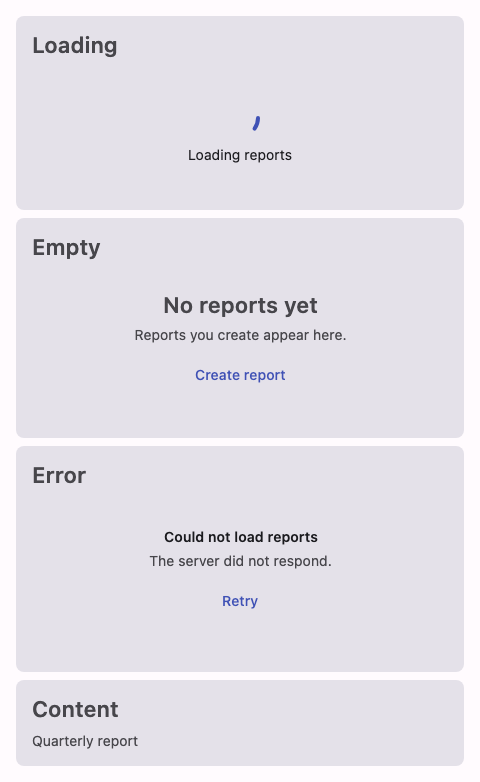 Loading
Loading reports
Empty
No reports yet
Reports you create appear here.
Create report
Error
Could not load reports
The server did not respond.
Retry
Content
Quarterly report